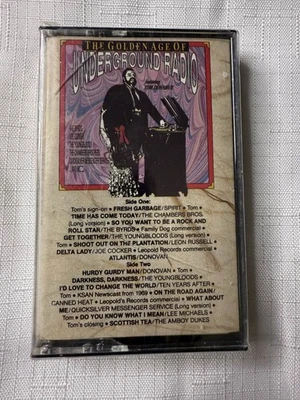 THE GOLDEN AGE OF
UNDERGROUND RADIO
THE BYRDS
Side One:
Tom's sign-on • FRESH GARBAGE/SPIRIT • Tom •
TIME HAS COME TODAY/THE CHAMBERS BROS.
(Long version) • SO YOU WANT TO BE A ROCK AND
ROLL STAR/THE BYRDS • Family Dog commercial •
GET TOGETHER/THE YOUNGBLOODS (Long version) •
Tom • SHOOT OUT ON THE PLANTATION/LEON RUSSELL •
DELTA LADY/JOE COCKER • Leopold Records commercial •
ATLANTIS/DONOVAN
Side Two
HURDY GURDY MAN/DONOVAN • Tom •
DARKNESS, DARKNESS/THE YOUNGBLOODS •
I'D LOVE TO CHANGE THE WORLD/TEN YEARS AFTER •
Tom • KSAN Newscast from 1969 • ON THE ROAD AGAIN/
CANNED HEAT • Leopold's Records commercial • WHAT ABOUT
ME/QUICKSILVER MESSENGER SERVICE (Long version) •
Tom • DO YOU KNOW WHAT I MEAN/LEE MICHAELS •
Tom's closing • SCOTTISH TEA/THE AMBOY DUKES